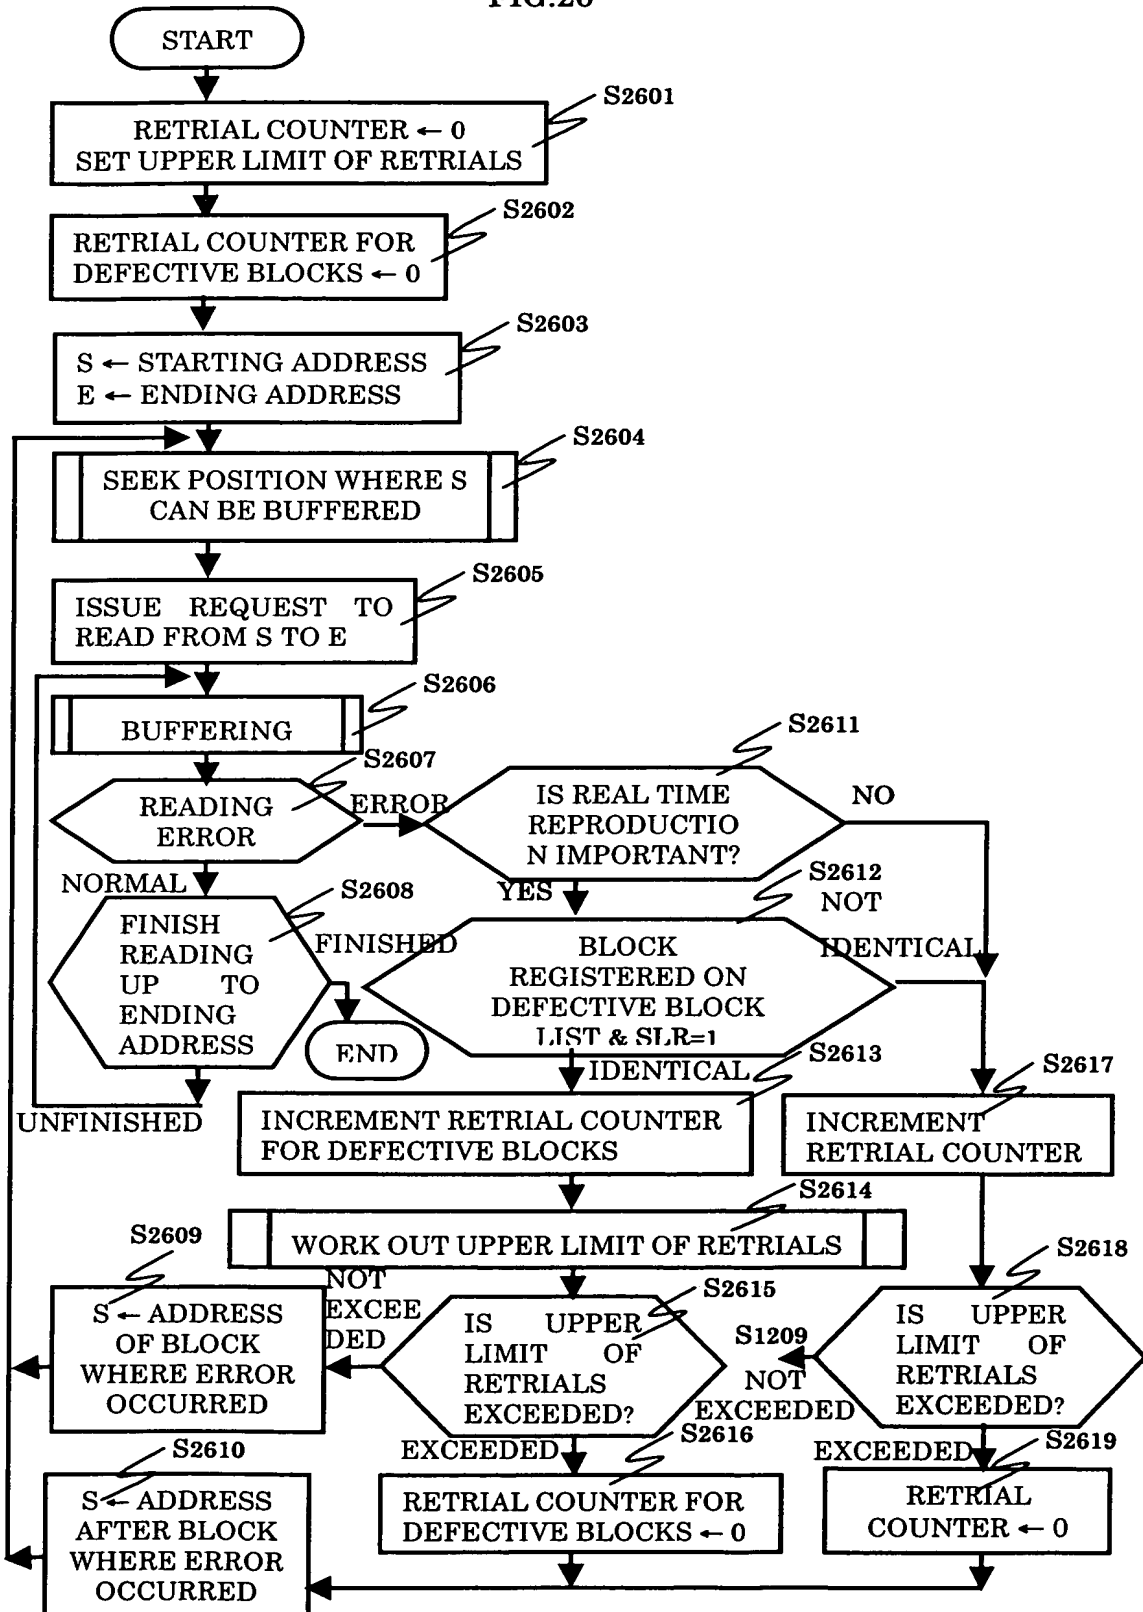 FIG.26
START
S2601
RETRIAL COUNTER ← 0
SET UPPER LIMIT OF RETRIALS
S2602
RETRIAL COUNTER FOR
DEFECTIVE BLOCKS ← 0
S2603
S ← STARTING ADDRESS
E ← ENDING ADDRESS
S2604
SEEK POSITION WHERE S
CAN BE BUFFERED
S2605
ISSUE REQUEST TO
READ FROM S TO E
S2606
BUFFERING
S2607
READING
ERROR
ERROR
NORMAL
S2611
IS REAL TIME
REPRODUCTIO
N IMPORTANT?
NO
YES
S2608
FINISH
READING
UP TO
ENDING
ADDRESS
FINISHED
END
UNFINISHED
S2612
NOT
IDENTICAL
BLOCK
REGISTERED ON
DEFECTIVE BLOCK
LIST & SLR=1
IDENTICAL
S2613
INCREMENT RETRIAL COUNTER
FOR DEFECTIVE BLOCKS
S2617
INCREMENT
RETRIAL COUNTER
S2614
WORK OUT UPPER LIMIT OF RETRIALS
S2609
S ← ADDRESS
OF BLOCK
WHERE ERROR
OCCURRED
NOT
EXCEE
DED
S2615
IS UPPER
LIMIT OF
RETRIALS
EXCEEDED?
EXCEEDED
S1209
NOT
EXCEEDED
S2618
IS UPPER
LIMIT OF
RETRIALS
EXCEEDED?
EXCEEDED
S2610
S ← ADDRESS
AFTER BLOCK
WHERE ERROR
OCCURRED
S2616
RETRIAL COUNTER FOR
DEFECTIVE BLOCKS ← 0
S2619
RETRIAL
COUNTER ← 0